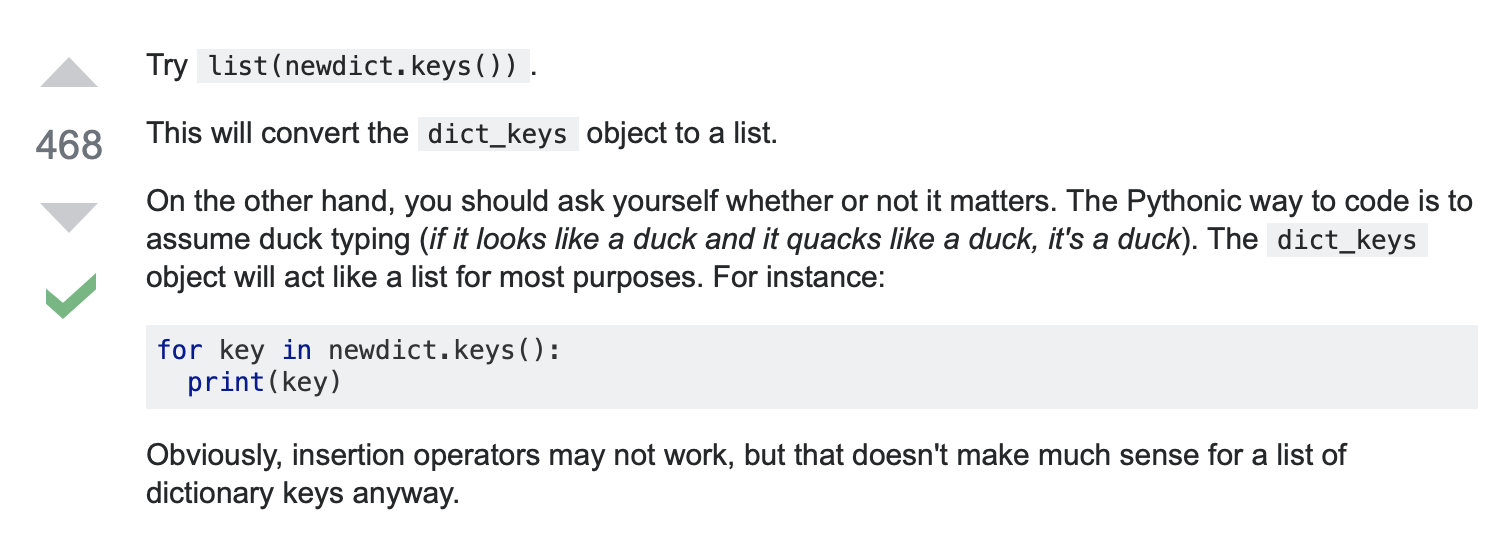 Try list(newdict.keys()) .
468
This will convert the dict_keys object to a list.
On the other hand, you should ask yourself whether or not it matters. The Pythonic way to code is to
assume duck typing (if it looks like a duck and it quacks like a duck, it's a duck). The dict_keys
object will act like a list for most purposes. For instance:
for key in newdict.keys():
  print(key)
Obviously, insertion operators may not work, but that doesn't make much sense for a list of
dictionary keys anyway.